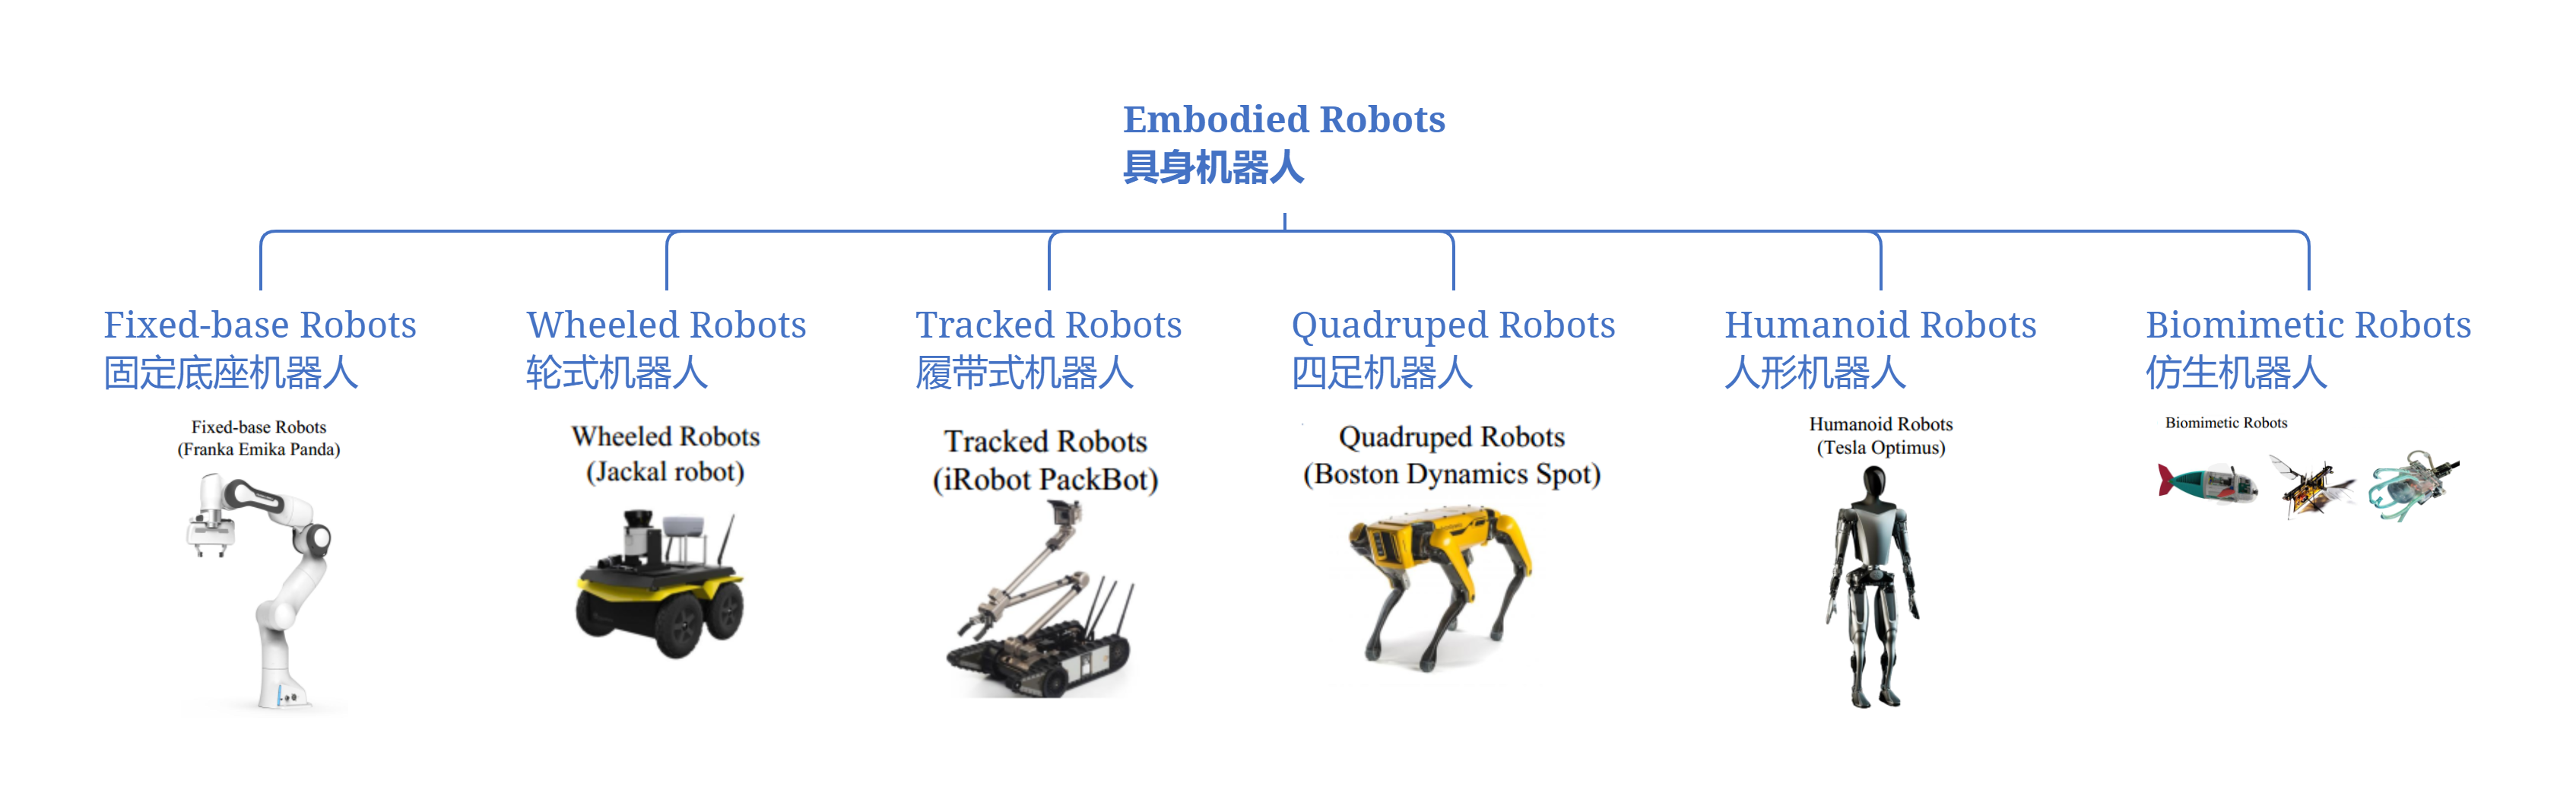 Embodied Robots
具身机器人
Fixed-base Robots
固定底座机器人
Fixed-base Robots
(Franka Emika Panda)
Wheeled Robots
轮式机器人
Wheeled Robots
(Jackal robot)
Tracked Robots
履带式机器人
Tracked Robots
(iRobot PackBot)
Quadruped Robots
四足机器人
Quadruped Robots
(Boston Dynamics Spot)
Humanoid Robots
人形机器人
Humanoid Robots
(Tesla Optimus)
Biomimetic Robots
仿生机器人
Biomimetic Robots